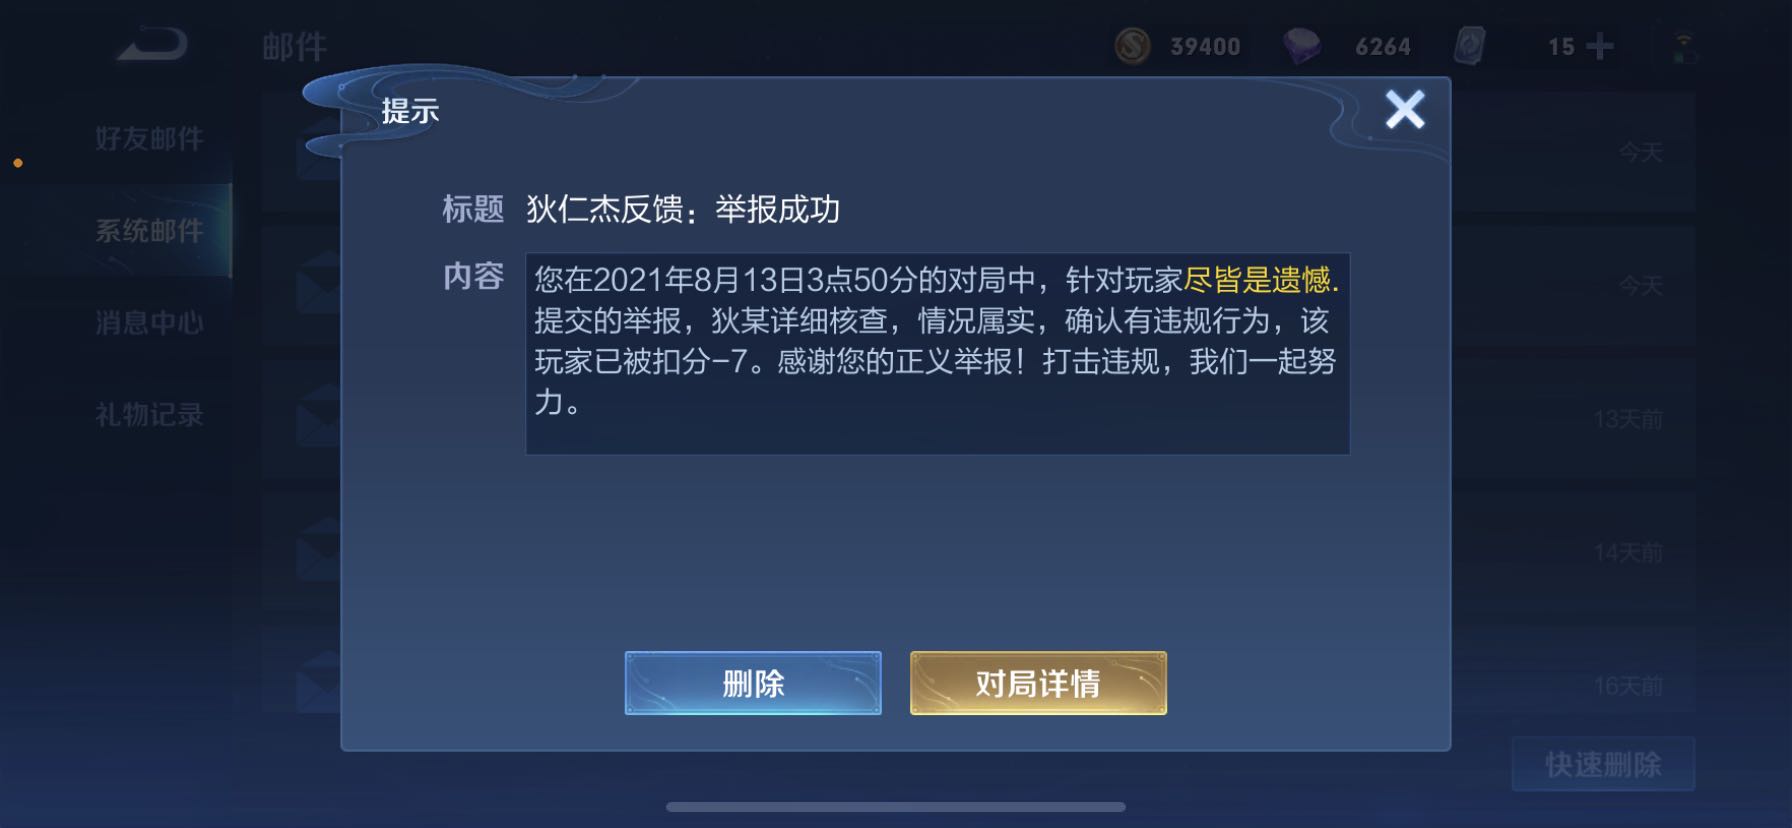 邮件
39400
6264
15
提示
好友邮件
系统邮件
消息中心
礼物记录
标题 狄仁杰反馈：举报成功
内容
您在2021年8月13日3点50分的对局中，针对玩家尽皆是遗憾.
提交的举报，狄某详细核查，情况属实，确认有违规行为，该
玩家已被扣分-7。感谢您的正义举报！打击违规，我们一起努
力。
今天
今天
13天前
14天前
16天前
删除
对局详情
快速删除